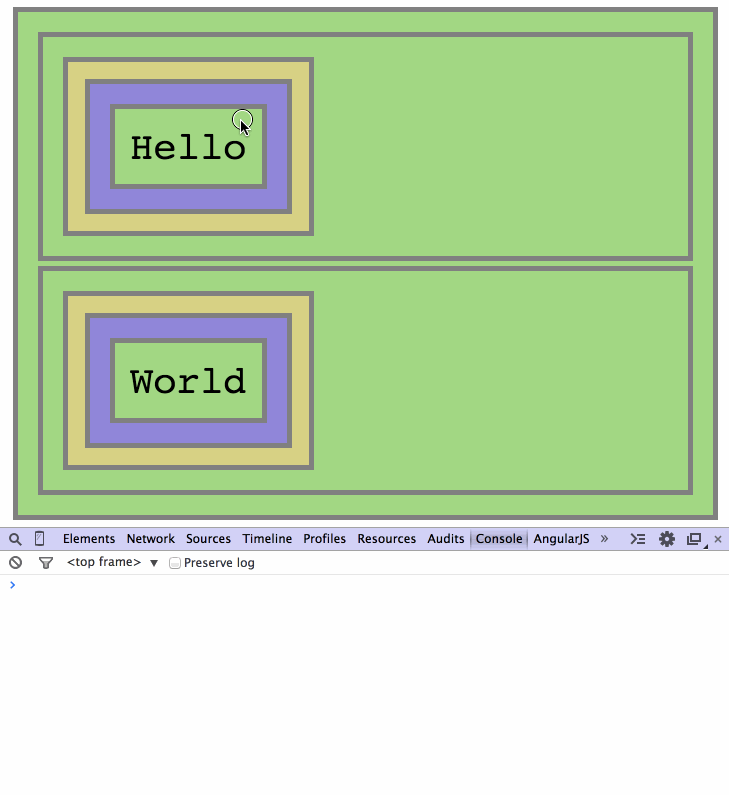 Hello
World
Elements Network Sources Timeline Profiles Resources Audits Console AngularJS »
<top frame> ▼ Preserve log